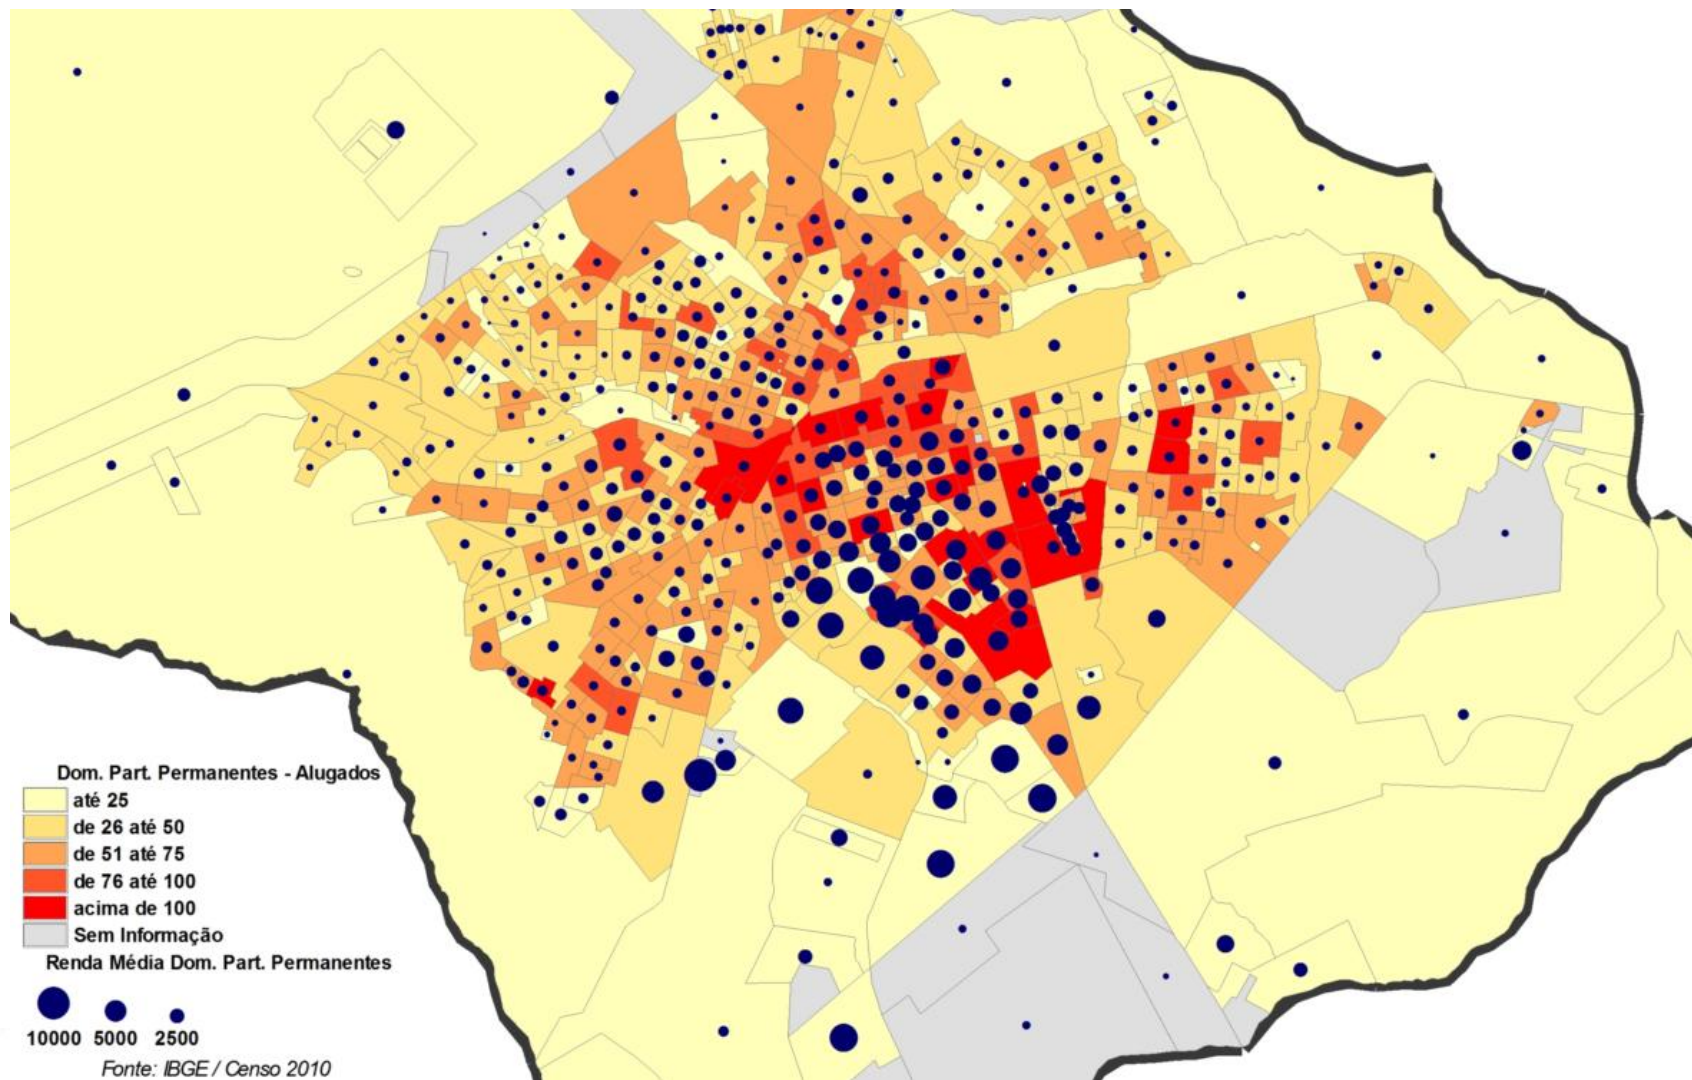 Dom. Part. Permanentes - Alugados
até 25
de 26 até 50
de 51 até 75
de 76 até 100
acima de 100
Sem Informação
Renda Média Dom. Part. Permanentes
10000 5000 2500
Fonte: IBGE / Censo 2010